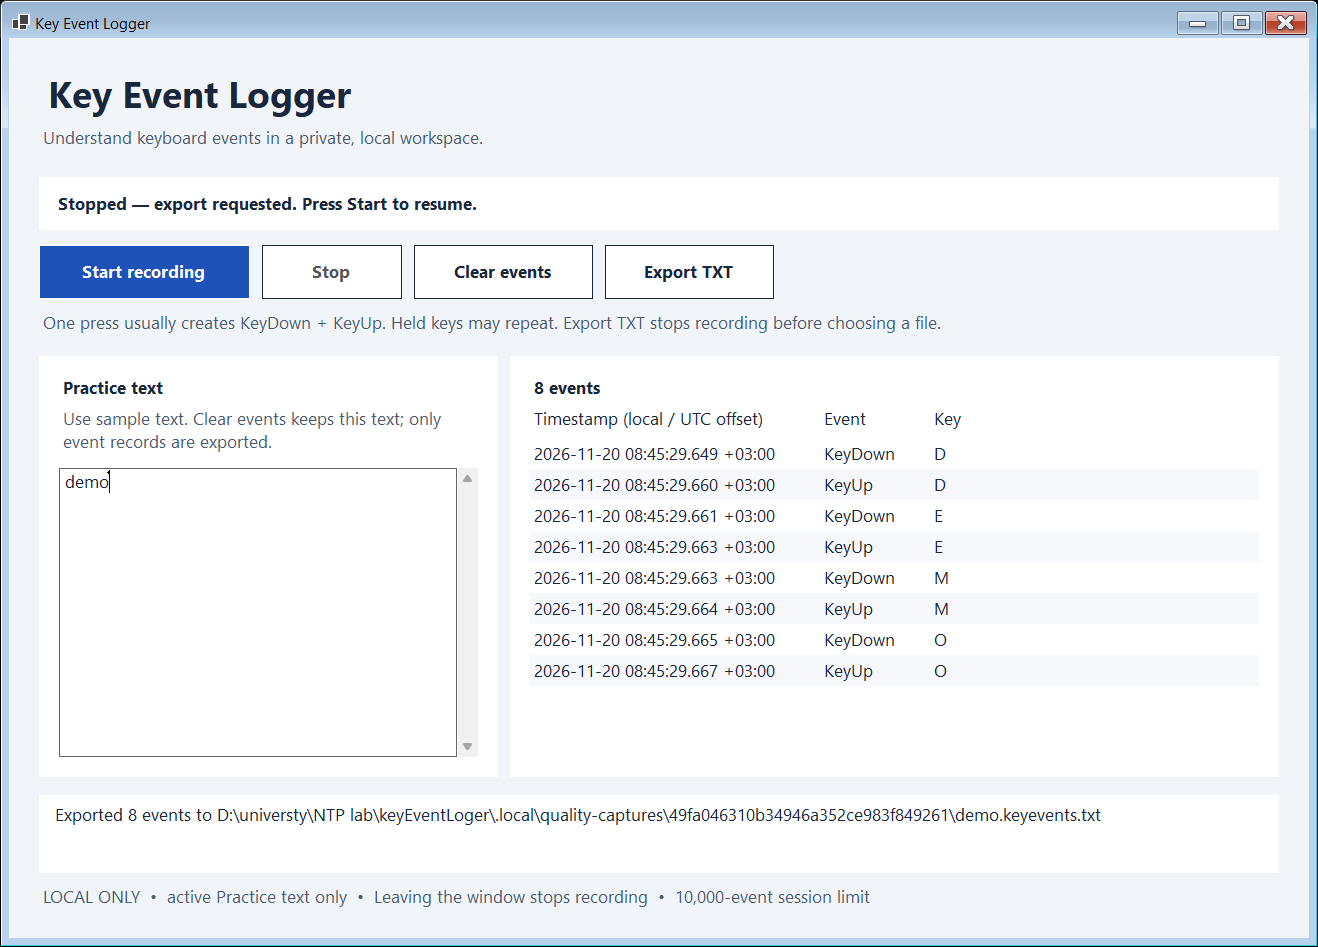 Key Event Logger
Key Event Logger
Understand keyboard events in a private, local workspace.
Stopped — export requested. Press Start to resume.
Start recording Stop Clear events Export TXT
One press usually creates KeyDown + KeyUp. Held keys may repeat. Export TXT stops recording before choosing a file.
Practice text
Use sample text. Clear events keeps this text; only
event records are exported.
demo
8 events
Timestamp (local / UTC offset) Event Key
2026-11-20 08:45:29.649 +03:00 KeyDown D
2026-11-20 08:45:29.660 +03:00 KeyUp D
2026-11-20 08:45:29.661 +03:00 KeyDown E
2026-11-20 08:45:29.663 +03:00 KeyUp E
2026-11-20 08:45:29.663 +03:00 KeyDown M
2026-11-20 08:45:29.664 +03:00 KeyUp M
2026-11-20 08:45:29.665 +03:00 KeyDown O
2026-11-20 08:45:29.667 +03:00 KeyUp O
Exported 8 events to D:\universty\NTP lab\keyEventLoger\.local\quality-captures\49fa046310b34946a352ce983f849261\demo.keyevents.txt
LOCAL ONLY • active Practice text only • Leaving the window stops recording • 10,000-event session limit